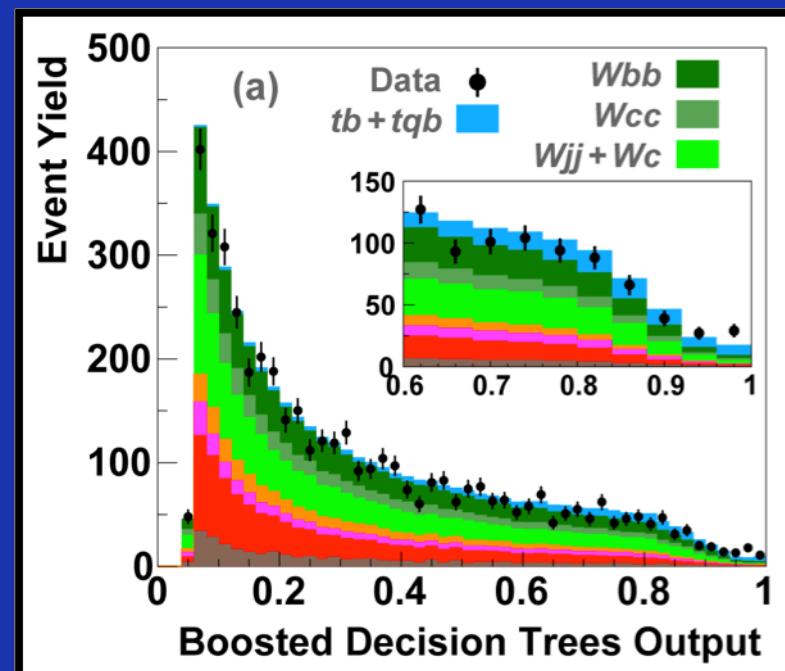 500
400
300
200
100
0
Event Yield
(a)
Data
tb + tqb
Wbb
Wcc
Wjj + Wc
150
100
50
0
0.6 0.7 0.8 0.9 1
0 0.2 0.4 0.6 0.8 1
Boosted Decision Trees Output